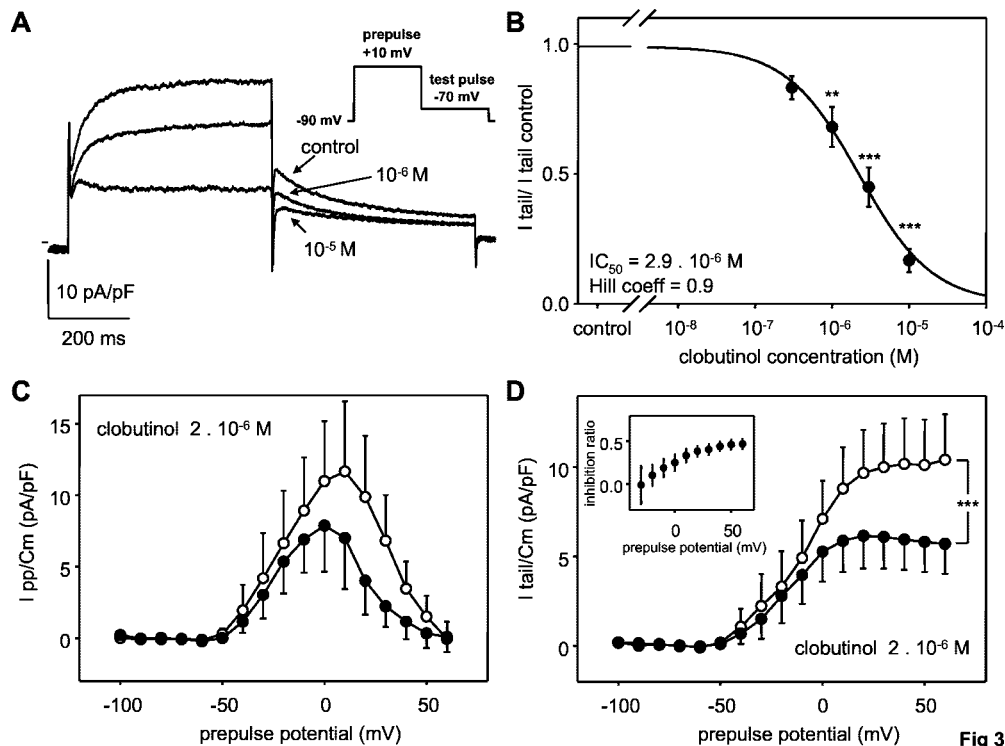 A
prepulse
+10 mV
test pulse
-70 mV
-90 mV
control
10⁻⁶ M
10⁻⁵ M
10 pA/pF
200 ms
B
I tail/ I tail control
1.0
0.5
0.0
**
***
***
IC₅₀ = 2.9 . 10⁻⁶ M
Hill coeff = 0.9
control 10⁻⁸ 10⁻⁷ 10⁻⁶ 10⁻⁵ 10⁻⁴
clobutinol concentration (M)
C
clobutinol 2 . 10⁻⁶ M
I pp/Cm (pA/pF)
15
10
5
0
-100 -50 0 50
prepulse potential (mV)
D
I tail/Cm (pA/pF)
10
5
0
inhibition ratio
0.5
0.0
0 50
prepulse potential (mV)
***
clobutinol 2 . 10⁻⁶ M
-100 -50 0 50
prepulse potential (mV)
Fig 3